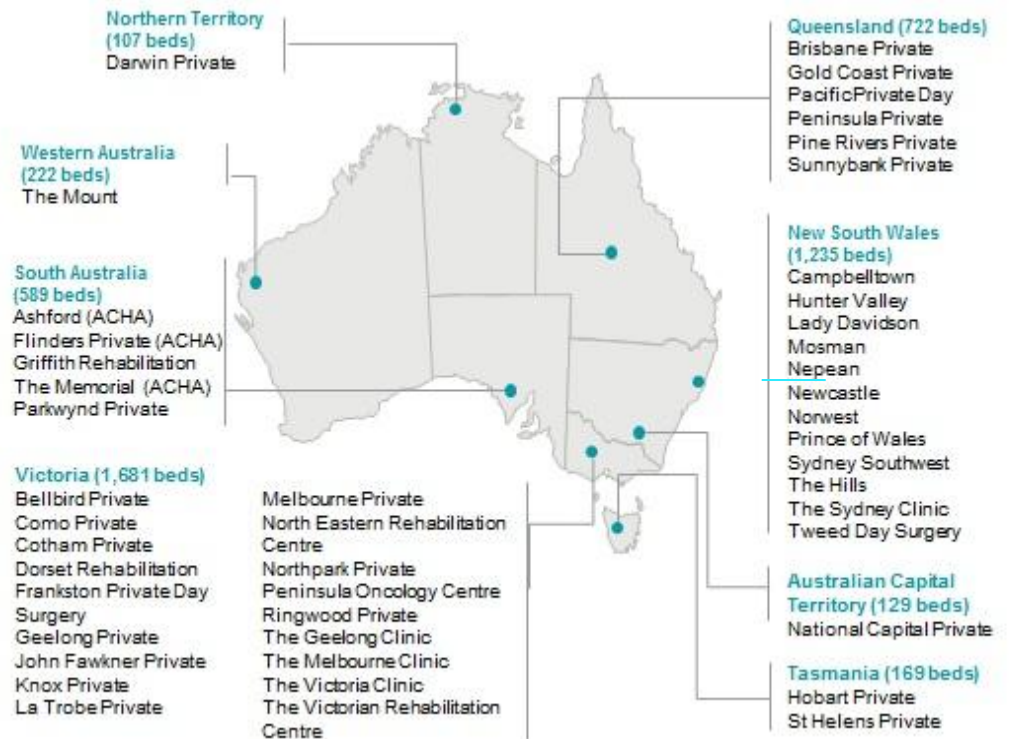 Northern Territory
(107 beds)
Darwin Private
Western Australia
(222 beds)
The Mount
South Australia
(589 beds)
Ashford (ACHA)
Flinders Private (ACHA)
Griffith Rehabilitation
The Memorial (ACHA)
Parkwynd Private
Victoria (1,681 beds)
Bellbird Private
Como Private
Cotham Private
Dorset Rehabilitation
Frankston Private Day
Surgery
Geelong Private
John Fawkner Private
Knox Private
La Trobe Private
Melbourne Private
North Eastern Rehabilitation
Centre
Northpark Private
Peninsula Oncology Centre
Ringwood Private
The Geelong Clinic
The Melbourne Clinic
The Victoria Clinic
The Victorian Rehabilitation
Centre
Queensland (722 beds)
Brisbane Private
Gold Coast Private
Pacific Private Day
Peninsula Private
Pine Rivers Private
Sunnybank Private
New South Wales
(1,235 beds)
Campbelltown
Hunter Valley
Lady Davidson
Mosman
Nepean
Newcastle
Norwest
Prince of Wales
Sydney Southwest
The Hills
The Sydney Clinic
Tweed Day Surgery
Australian Capital
Territory (129 beds)
National Capital Private
Tasmania (169 beds)
Hobart Private
St Helens Private